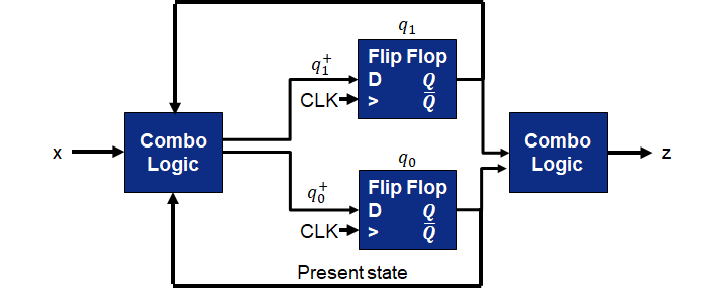 q₁
q₁⁺
Flip Flop
D Q
CLK > Q̅
x
Combo
Logic
Combo
Logic
z
q₀
q₀⁺
Flip Flop
D Q
CLK > Q̅
Present state